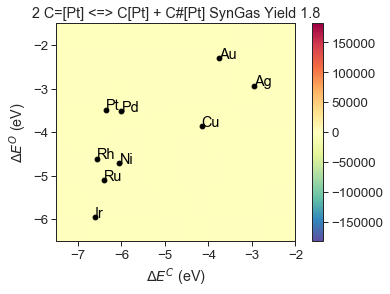 2 C=[Pt] <=> C[Pt] + C#[Pt] SynGas Yield 1.8
−2
−3
−4
−5
−6
ΔE^O (eV)
Au
Ag
Pt
Pd
Cu
Rh
Ni
Ru
Ir
−7
−6
−5
−4
−3
−2
ΔE^C (eV)
150000
100000
50000
0
−50000
−100000
−150000